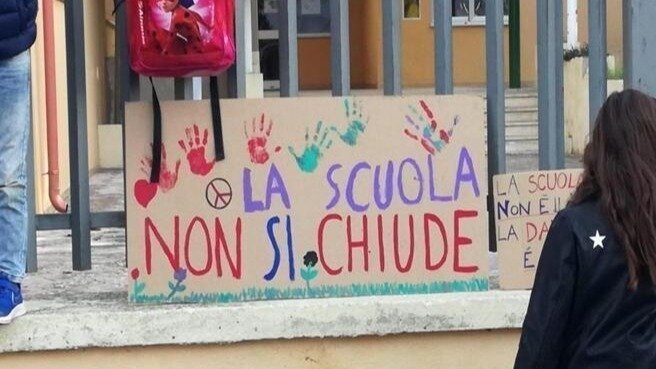 LA SCUOLA
NON SI CHIUDE
LA SCUOLA
NON È
LA
É